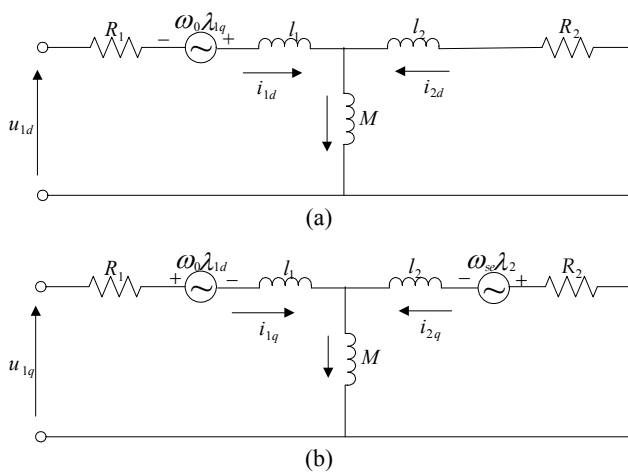 R₁ − ω₀λ₁q + l₁ l₂ R₂
i₁d i₂d
u₁d M
(a)
R₁ + ω₀λ₁d − l₁ l₂ − ωseλ₂ + R₂
i₁q i₂q
u₁q M
(b)